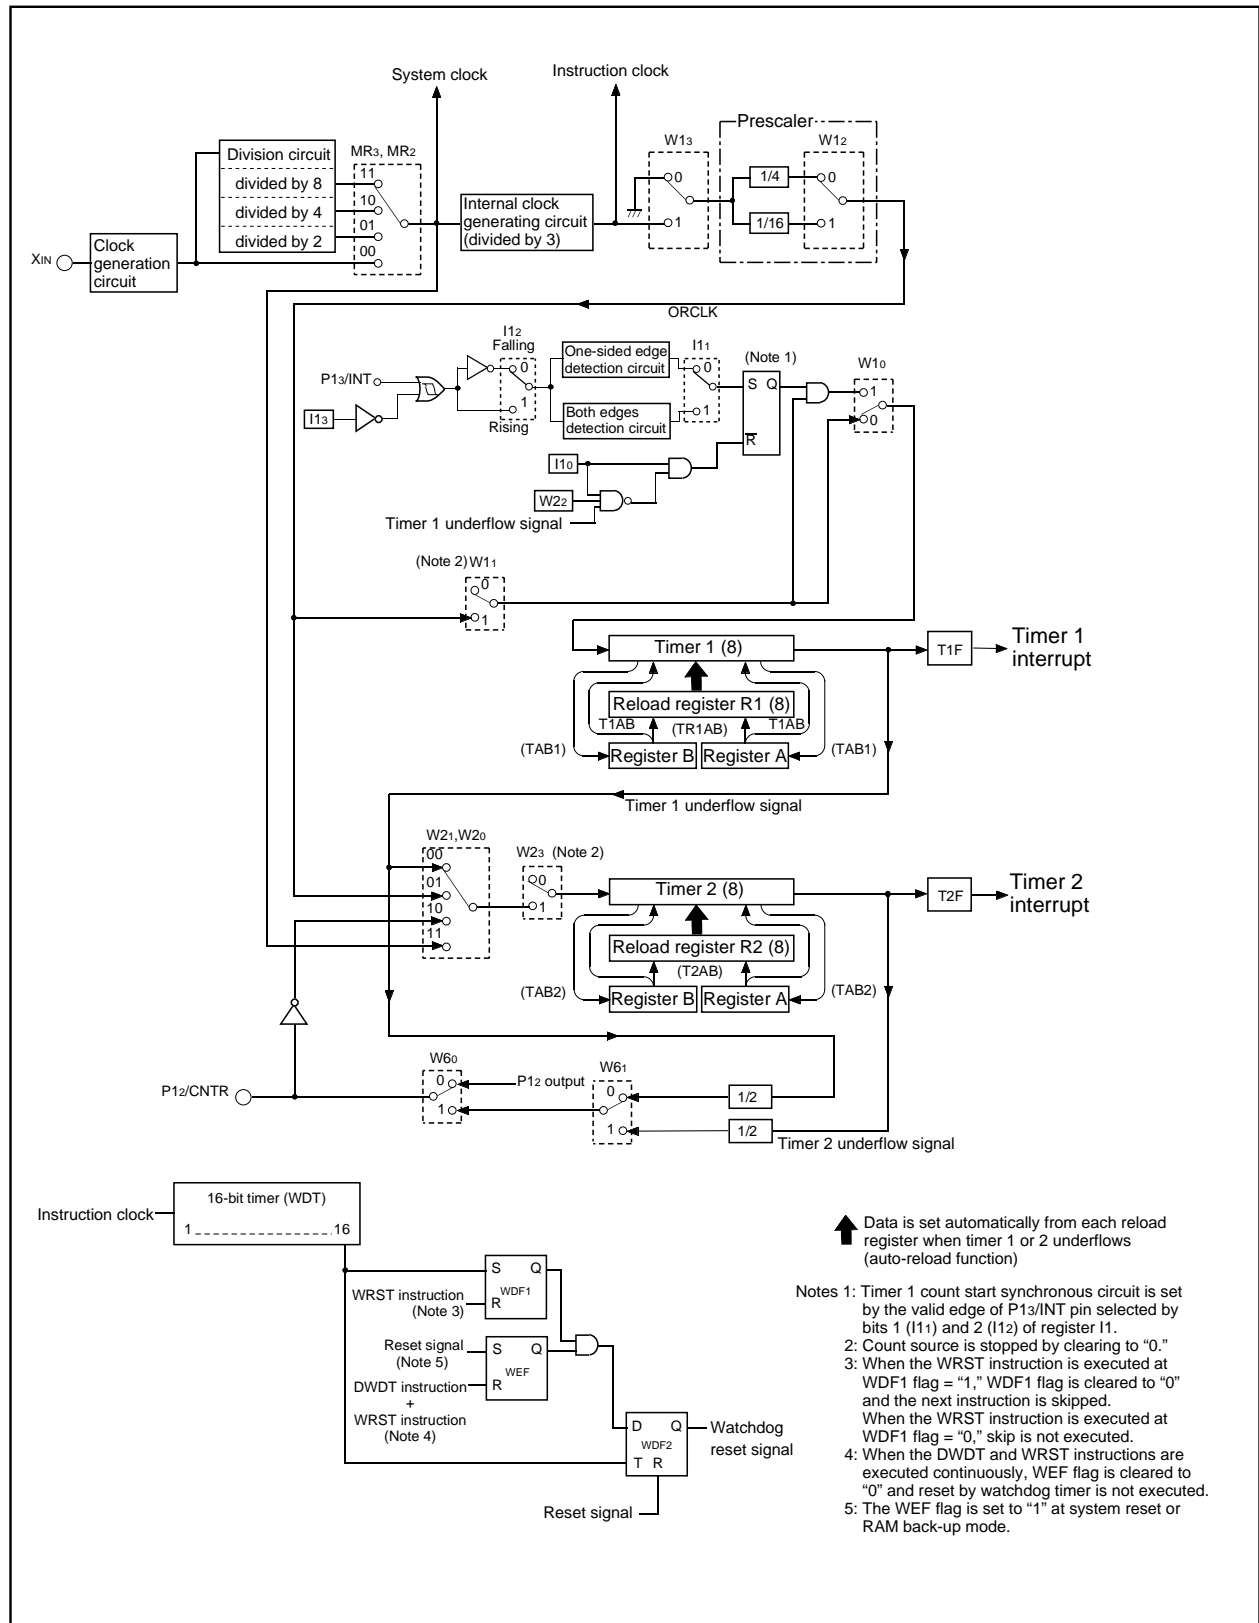 System clock
Instruction clock
Prescaler
W13
W12
Division circuit
MR3, MR2
divided by 8
11
divided by 4
10
divided by 2
01
00
Internal clock
generating circuit
(divided by 3)
0
1
1/4
1/16
0
1
XIN
Clock
generation
circuit
ORCLK
I12
Falling
0
1
Rising
P13/INT
I13
One-sided edge
detection circuit
Both edges
detection circuit
I11
0
1
(Note 1)
S Q
R
W10
1
0
I10
W22
Timer 1 underflow signal
(Note 2) W11
0
1
Timer 1 (8)
T1F
Timer 1
interrupt
Reload register R1 (8)
T1AB
(TR1AB)
T1AB
(TAB1)
Register B
Register A
(TAB1)
Timer 1 underflow signal
W21,W20
00
01
10
11
W23 (Note 2)
0
1
Timer 2 (8)
T2F
Timer 2
interrupt
Reload register R2 (8)
(T2AB)
(TAB2)
Register B
Register A
(TAB2)
P12/CNTR
W60
0
1
P12 output
W61
0
1
1/2
1/2
Timer 2 underflow signal
16-bit timer (WDT)
Instruction clock
1 16
S Q
WDF1
R
WRST instruction
(Note 3)
Reset signal
(Note 5)
S Q
WEF
R
DWDT instruction
+
WRST instruction
(Note 4)
D Q
WDF2
T R
Watchdog
reset signal
Reset signal
Data is set automatically from each reload
register when timer 1 or 2 underflows
(auto-reload function)
Notes 1: Timer 1 count start synchronous circuit is set
by the valid edge of P13/INT pin selected by
bits 1 (I11) and 2 (I12) of register I1.
2: Count source is stopped by clearing to “0.”
3: When the WRST instruction is executed at
WDF1 flag = “1,” WDF1 flag is cleared to “0”
and the next instruction is skipped.
When the WRST instruction is executed at
WDF1 flag = “0,” skip is not executed.
4: When the DWDT and WRST instructions are
executed continuously, WEF flag is cleared to
“0” and reset by watchdog timer is not executed.
5: The WEF flag is set to “1” at system reset or
RAM back-up mode.